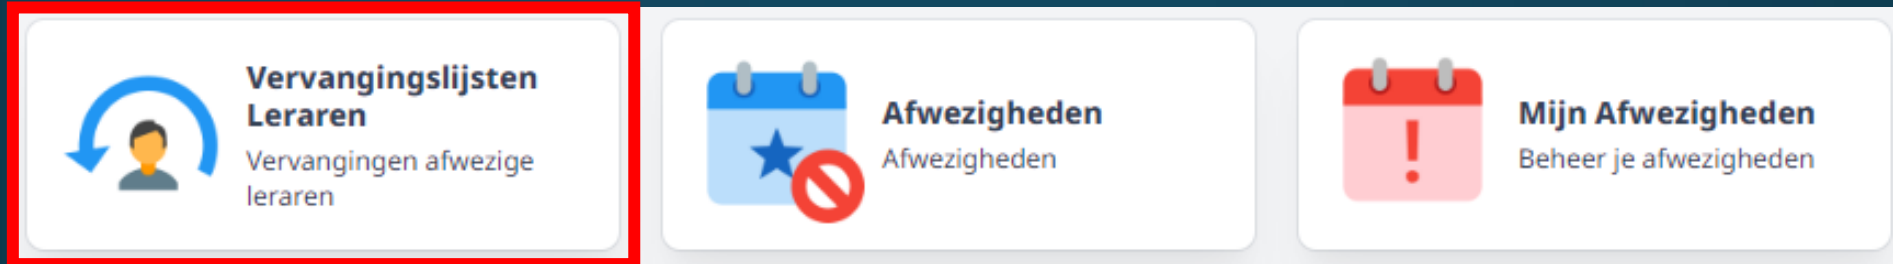 Vervangingslijsten
Leraren
Vervangingen afwezige
leraren
Afwezigheden
Afwezigheden
Mijn Afwezigheden
Beheer je afwezigheden